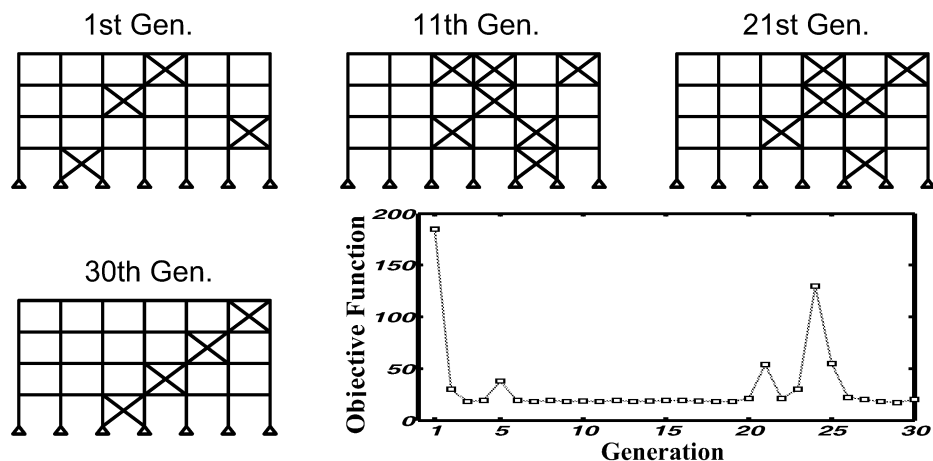 1st Gen.
11th Gen.
21st Gen.
30th Gen.
200
150
100
50
0
Objective Function
1 5 10 15 20 25 30
Generation